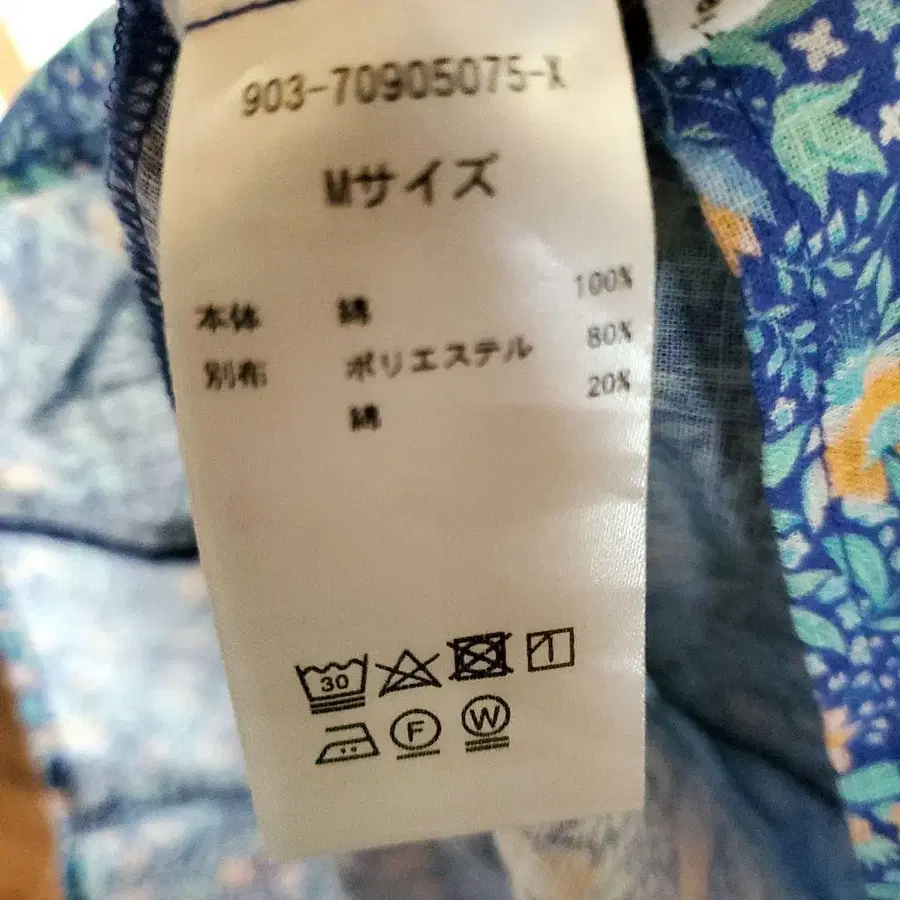 903-70905075-X
Mサイズ
本体 綿 100%
別布 ポリエステル 80%
綿 20%
30
F W